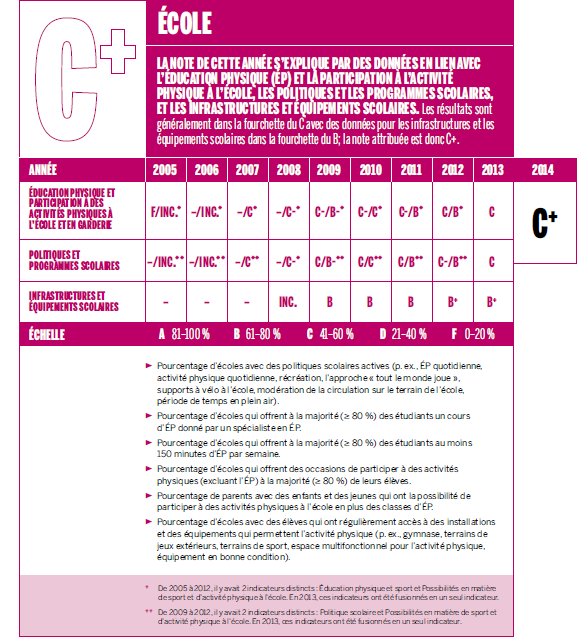 C+
ÉCOLE
LA NOTE DE CETTE ANNÉE S'EXPLIQUE PAR DES DONNÉES EN LIEN AVEC
L'ÉDUCATION PHYSIQUE (ÉP) ET LA PARTICIPATION À L'ACTIVITÉ
PHYSIQUE À L'ÉCOLE, LES POLITIQUES ET LES PROGRAMMES SCOLAIRES,
ET LES INFRASTRUCTURES ET ÉQUIPEMENTS SCOLAIRES. Les résultats sont
généralement dans la fourchette du C avec des données pour les infrastructures et les
équipements scolaires dans la fourchette du B; la note attribuée est donc C+.
ANNÉE 2005 2006 2007 2008 2009 2010 2011 2012 2013 2014
ÉDUCATION PHYSIQUE ET
PARTICIPATION À DES
ACTIVITÉS PHYSIQUES À
L'ÉCOLE ET EN GARDERIE
F/INC.* –/INC.* –/C* –/C-* C-/B-* C-/C* C-/B* C/B* C C+
POLITIQUES ET
PROGRAMMES SCOLAIRES
–/INC.** –/INC.** –/C** –/C-* C/B-** C/C** C/B** C-/B** C
INFRASTRUCTURES ET
ÉQUIPEMENTS SCOLAIRES
– – – INC. B B B B+ B+
ÉCHELLE A 81–100 % B 61–80 % C 41–60 % D 21–40 % F 0–20 %
► Pourcentage d'écoles avec des politiques scolaires actives (p. ex., ÉP quotidienne,
activité physique quotidienne, récréation, l'approche « tout le monde joue »,
supports à vélo à l'école, modération de la circulation sur le terrain de l'école,
période de temps en plein air).
► Pourcentage d'écoles qui offrent à la majorité (≥ 80 %) des étudiants un cours
d'ÉP donné par un spécialiste en ÉP.
► Pourcentage d'écoles qui offrent à la majorité (≥ 80 %) des étudiants au moins
150 minutes d'ÉP par semaine.
► Pourcentage d'écoles qui offrent des occasions de participer à des activités
physiques (excluant l'ÉP) à la majorité (≥ 80 %) de leurs élèves.
► Pourcentage de parents avec des enfants et des jeunes qui ont la possibilité de
participer à des activités physiques à l'école en plus des classes d'ÉP.
► Pourcentage d'écoles avec des élèves qui ont régulièrement accès à des installations
et des équipements qui permettent l'activité physique (p. ex., gymnase, terrains de
jeux extérieurs, terrains de sport, espace multifonctionnel pour l'activité physique,
équipement en bonne condition).
* De 2005 à 2012, il y avait 2 indicateurs distincts : Éducation physique et sport et Possibilités en matière
de sport et d'activité physique à l'école. En 2013, ces indicateurs ont été fusionnés en un seul indicateur.
** De 2009 à 2012, il y avait 2 indicateurs distincts : Politique scolaire et Possibilités en matière de sport et
d'activité physique à l'école. En 2013, ces indicateurs ont été fusionnés en un seul indicateur.